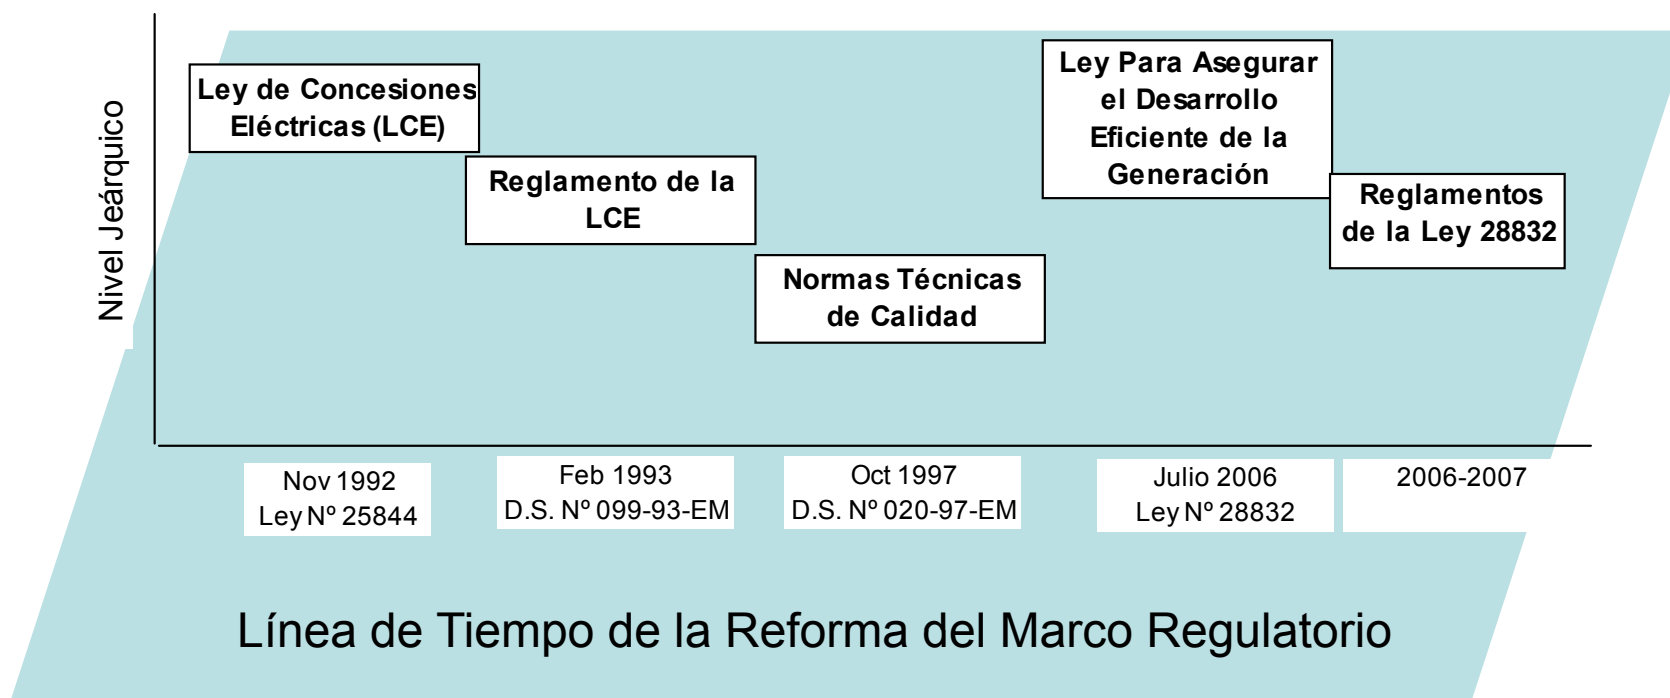 Nivel Jeárquico
Ley de Concesiones
Eléctricas (LCE)
Reglamento de la
LCE
Normas Técnicas
de Calidad
Ley Para Asegurar
el Desarrollo
Eficiente de la
Generación
Reglamentos
de la Ley 28832
Nov 1992
Ley Nº 25844
Feb 1993
D.S. Nº 099-93-EM
Oct 1997
D.S. Nº 020-97-EM
Julio 2006
Ley Nº 28832
2006-2007
Línea de Tiempo de la Reforma del Marco Regulatorio